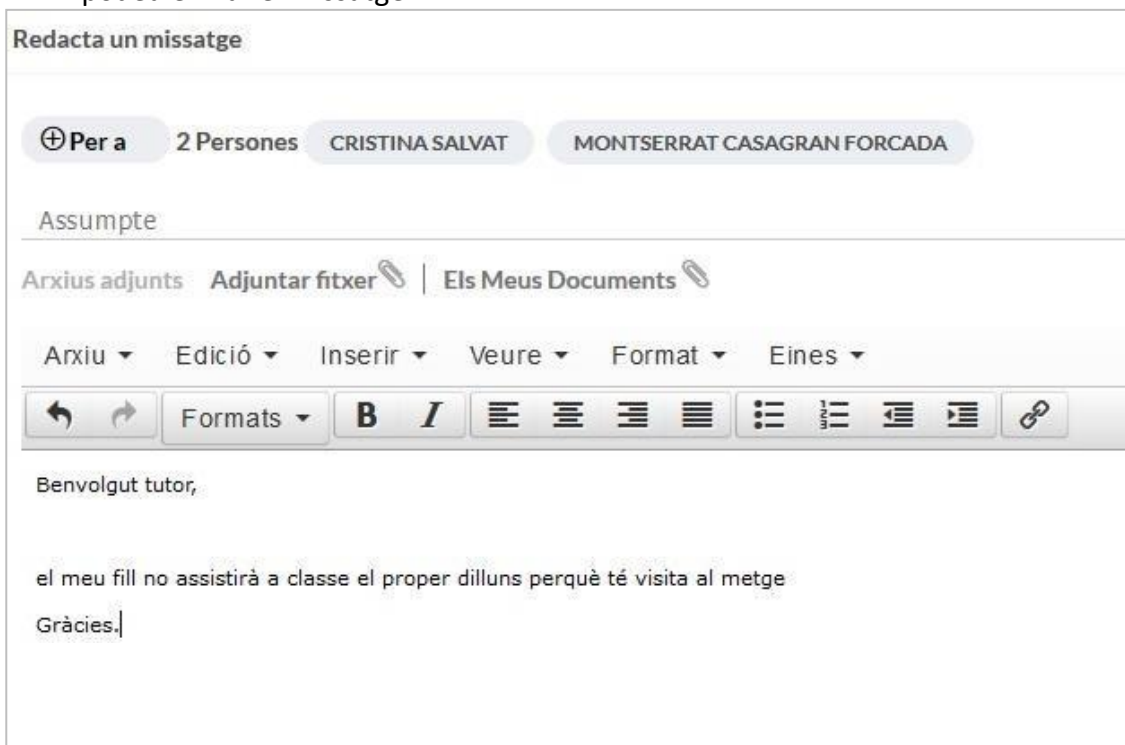 Redacta un missatge
Per a 2 Persones CRISTINA SALVAT MONTSERRAT CASAGRAN FORCADA
Assumpte
Arxius adjunts Adjuntar fitxer | Els Meus Documents
Arxiu Edició Inserir Veure Format Eines
Formats B I
Benvolgut tutor,
el meu fill no assistirà a classe el proper dilluns perquè té visita al metge
Gràcies.